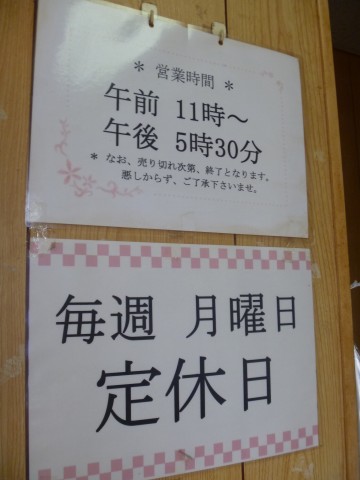 ＊ 営業時間 ＊
午前 11時～
午後 5時30分
＊ なお、売り切れ次第、終了となります。
悪しからず、ご了承下さいませ。
毎週 月曜日
定休日